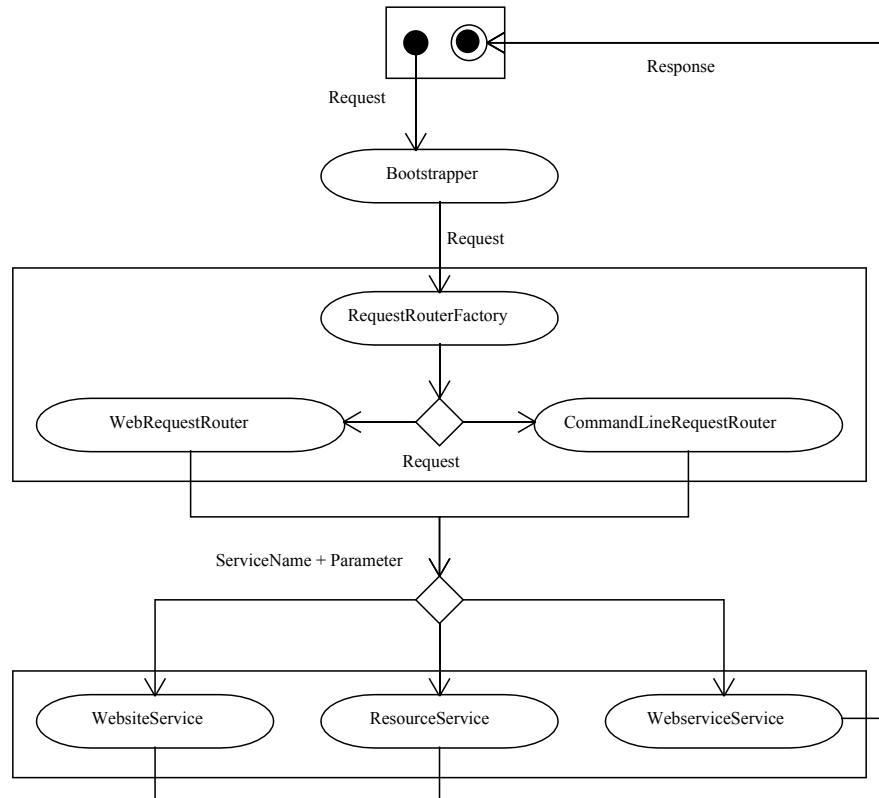 Response
Request
Bootstrapper
Request
RequestRouterFactory
WebRequestRouter
CommandLineRequestRouter
Request
ServiceName + Parameter
WebsiteService
ResourceService
WebserviceService